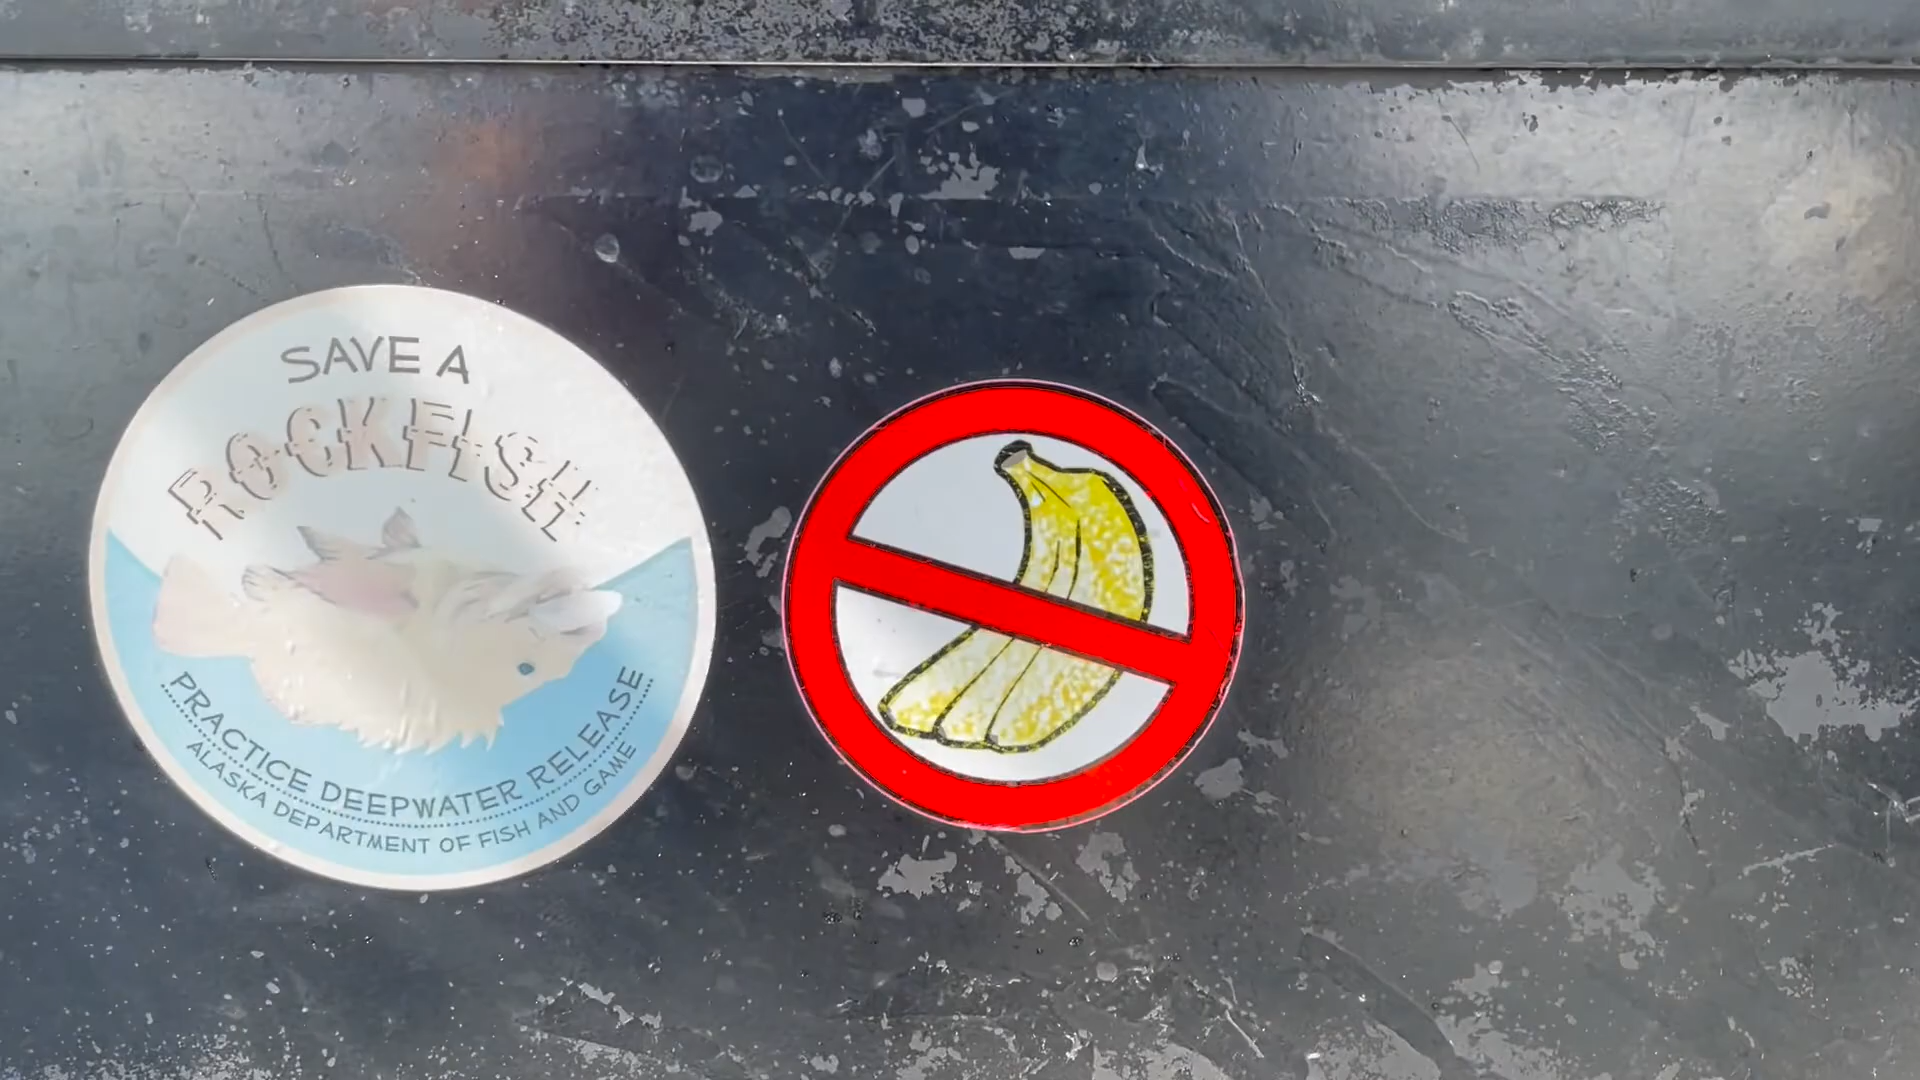 SAVE A
ROCKFISH
PRACTICE DEEPWATER RELEASE
ALASKA DEPARTMENT OF FISH AND GAME